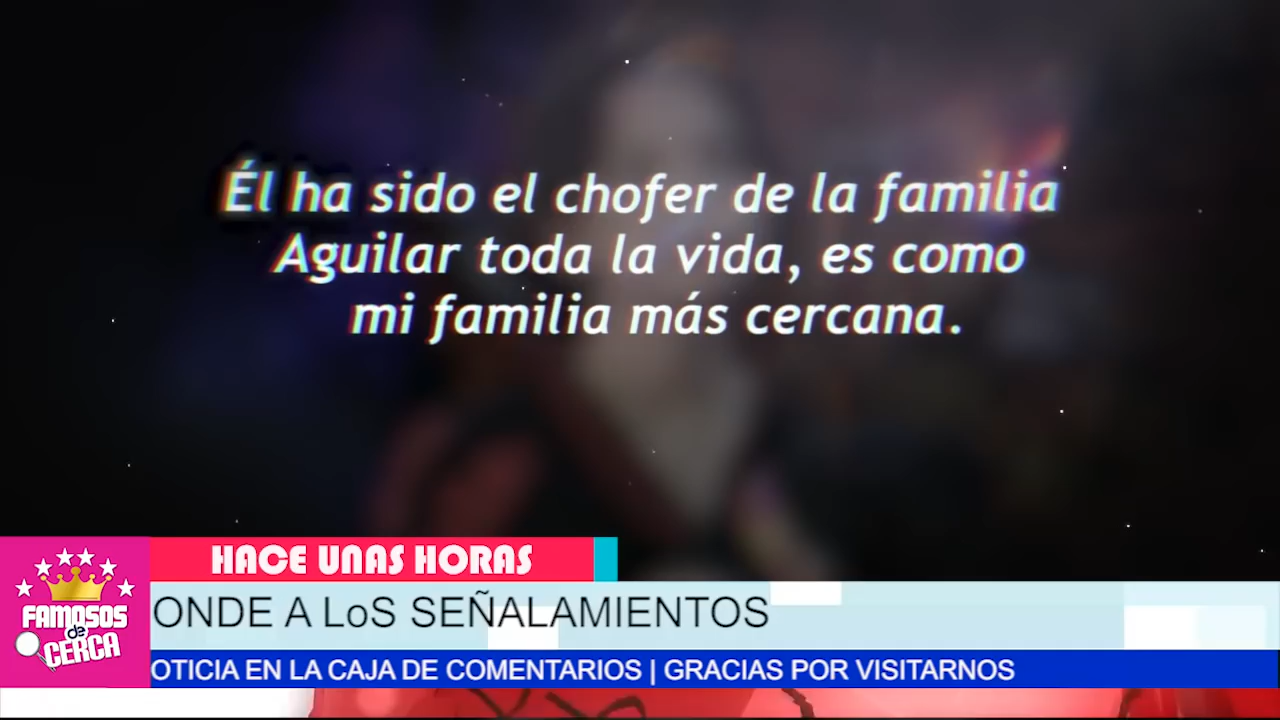 Él ha sido el chofer de la familia
Aguilar toda la vida, es como
mi familia más cercana.
HACE UNAS HORAS
FAMOSOS
de
CERCA
ONDE A LoS SEÑALAMIENTOS
OTICIA EN LA CAJA DE COMENTARIOS | GRACIAS POR VISITARNOS